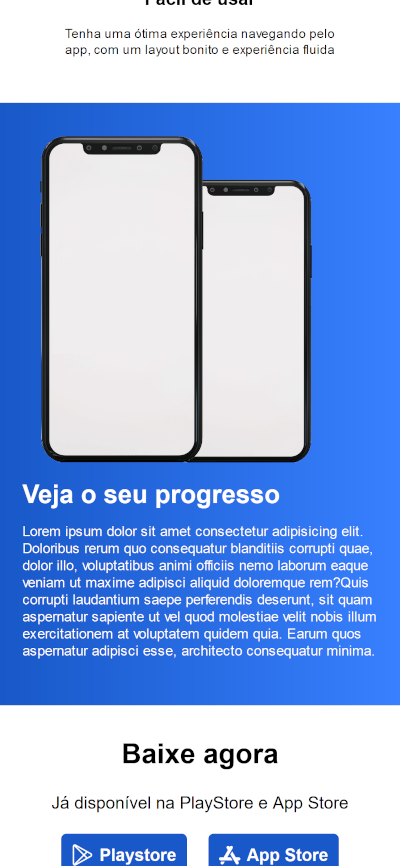 Fácil de usar
Tenha uma ótima experiência navegando pelo
app, com um layout bonito e experiência fluida
Veja o seu progresso
Lorem ipsum dolor sit amet consectetur adipisicing elit.
Doloribus rerum quo consequatur blanditiis corrupti quae,
dolor illo, voluptatibus animi officiis nemo laborum eaque
veniam ut maxime adipisci aliquid doloremque rem?Quis
corrupti laudantium saepe perferendis deserunt, sit quam
aspernatur sapiente ut vel quod molestiae velit nobis illum
exercitationem at voluptatem quidem quia. Earum quos
aspernatur adipisci esse, architecto consequatur minima.
Baixe agora
Já disponível na PlayStore e App Store
Playstore
App Store